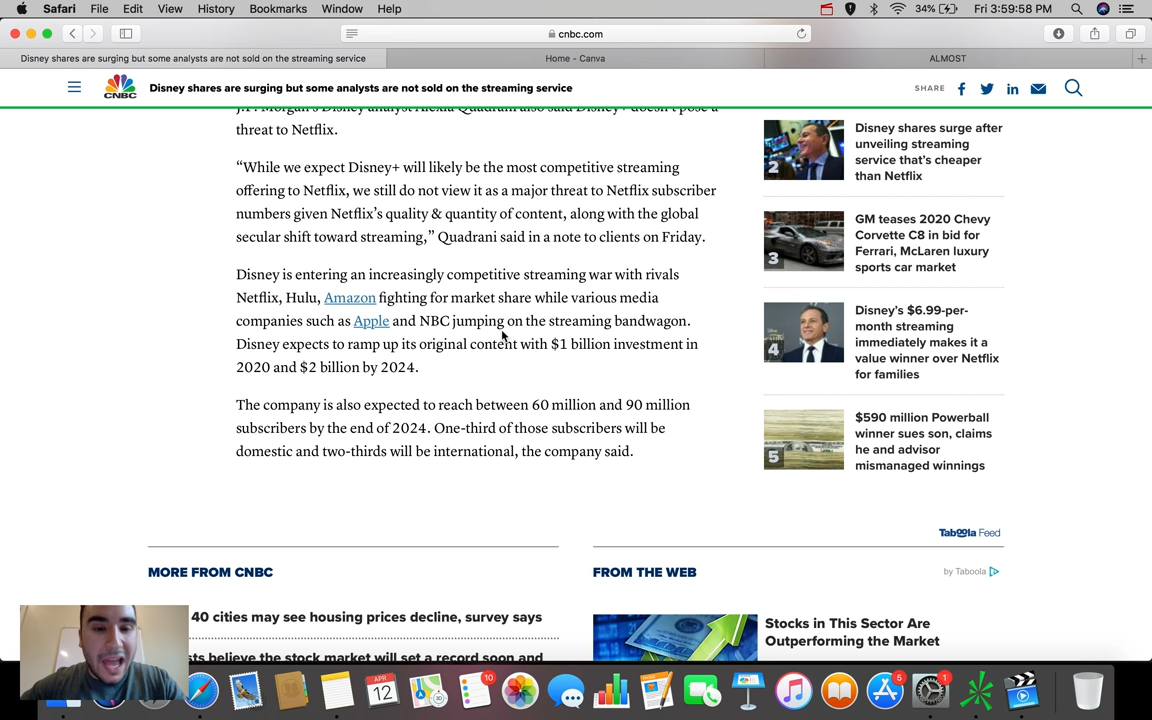 Safari File Edit View History Bookmarks Window Help 34% Fri 3:59:58 PM
cnbc.com
Disney shares are surging but some analysts are not sold on the streaming service
Home - Canva
ALMOST
CNBC
Disney shares are surging but some analysts are not sold on the streaming service
SHARE
J.P. Morgan's Disney analyst Alexia Quadrani also said Disney+ doesn't pose a
threat to Netflix.
“While we expect Disney+ will likely be the most competitive streaming
offering to Netflix, we still do not view it as a major threat to Netflix subscriber
numbers given Netflix’s quality & quantity of content, along with the global
secular shift toward streaming,” Quadrani said in a note to clients on Friday.
Disney is entering an increasingly competitive streaming war with rivals
Netflix, Hulu, Amazon fighting for market share while various media
companies such as Apple and NBC jumping on the streaming bandwagon.
Disney expects to ramp up its original content with $1 billion investment in
2020 and $2 billion by 2024.
The company is also expected to reach between 60 million and 90 million
subscribers by the end of 2024. One-third of those subscribers will be
domestic and two-thirds will be international, the company said.
2
Disney shares surge after
unveiling streaming
service that’s cheaper
than Netflix
3
GM teases 2020 Chevy
Corvette C8 in bid for
Ferrari, McLaren luxury
sports car market
4
Disney’s $6.99-per-
month streaming
immediately makes it a
value winner over Netflix
for families
5
$590 million Powerball
winner sues son, claims
he and advisor
mismanaged winnings
Taboola Feed
MORE FROM CNBC
40 cities may see housing prices decline, survey says
sts believe the stock market will set a record soon and
FROM THE WEB
by Taboola
Stocks in This Sector Are
Outperforming the Market
APR
12
10
5
1